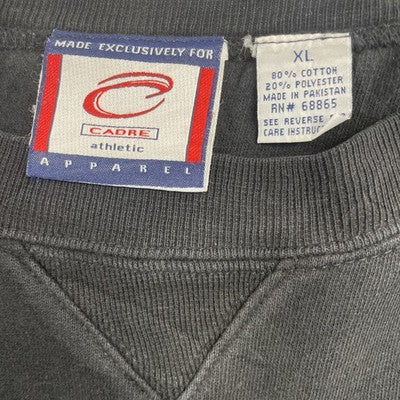 MADE EXCLUSIVELY FOR
CADRE
athletic
APPAREL
XL
80% COTTON
20% POLYESTER
MADE IN PAKISTAN
RN# 68865
SEE REVERSE
CARE INSTRUC